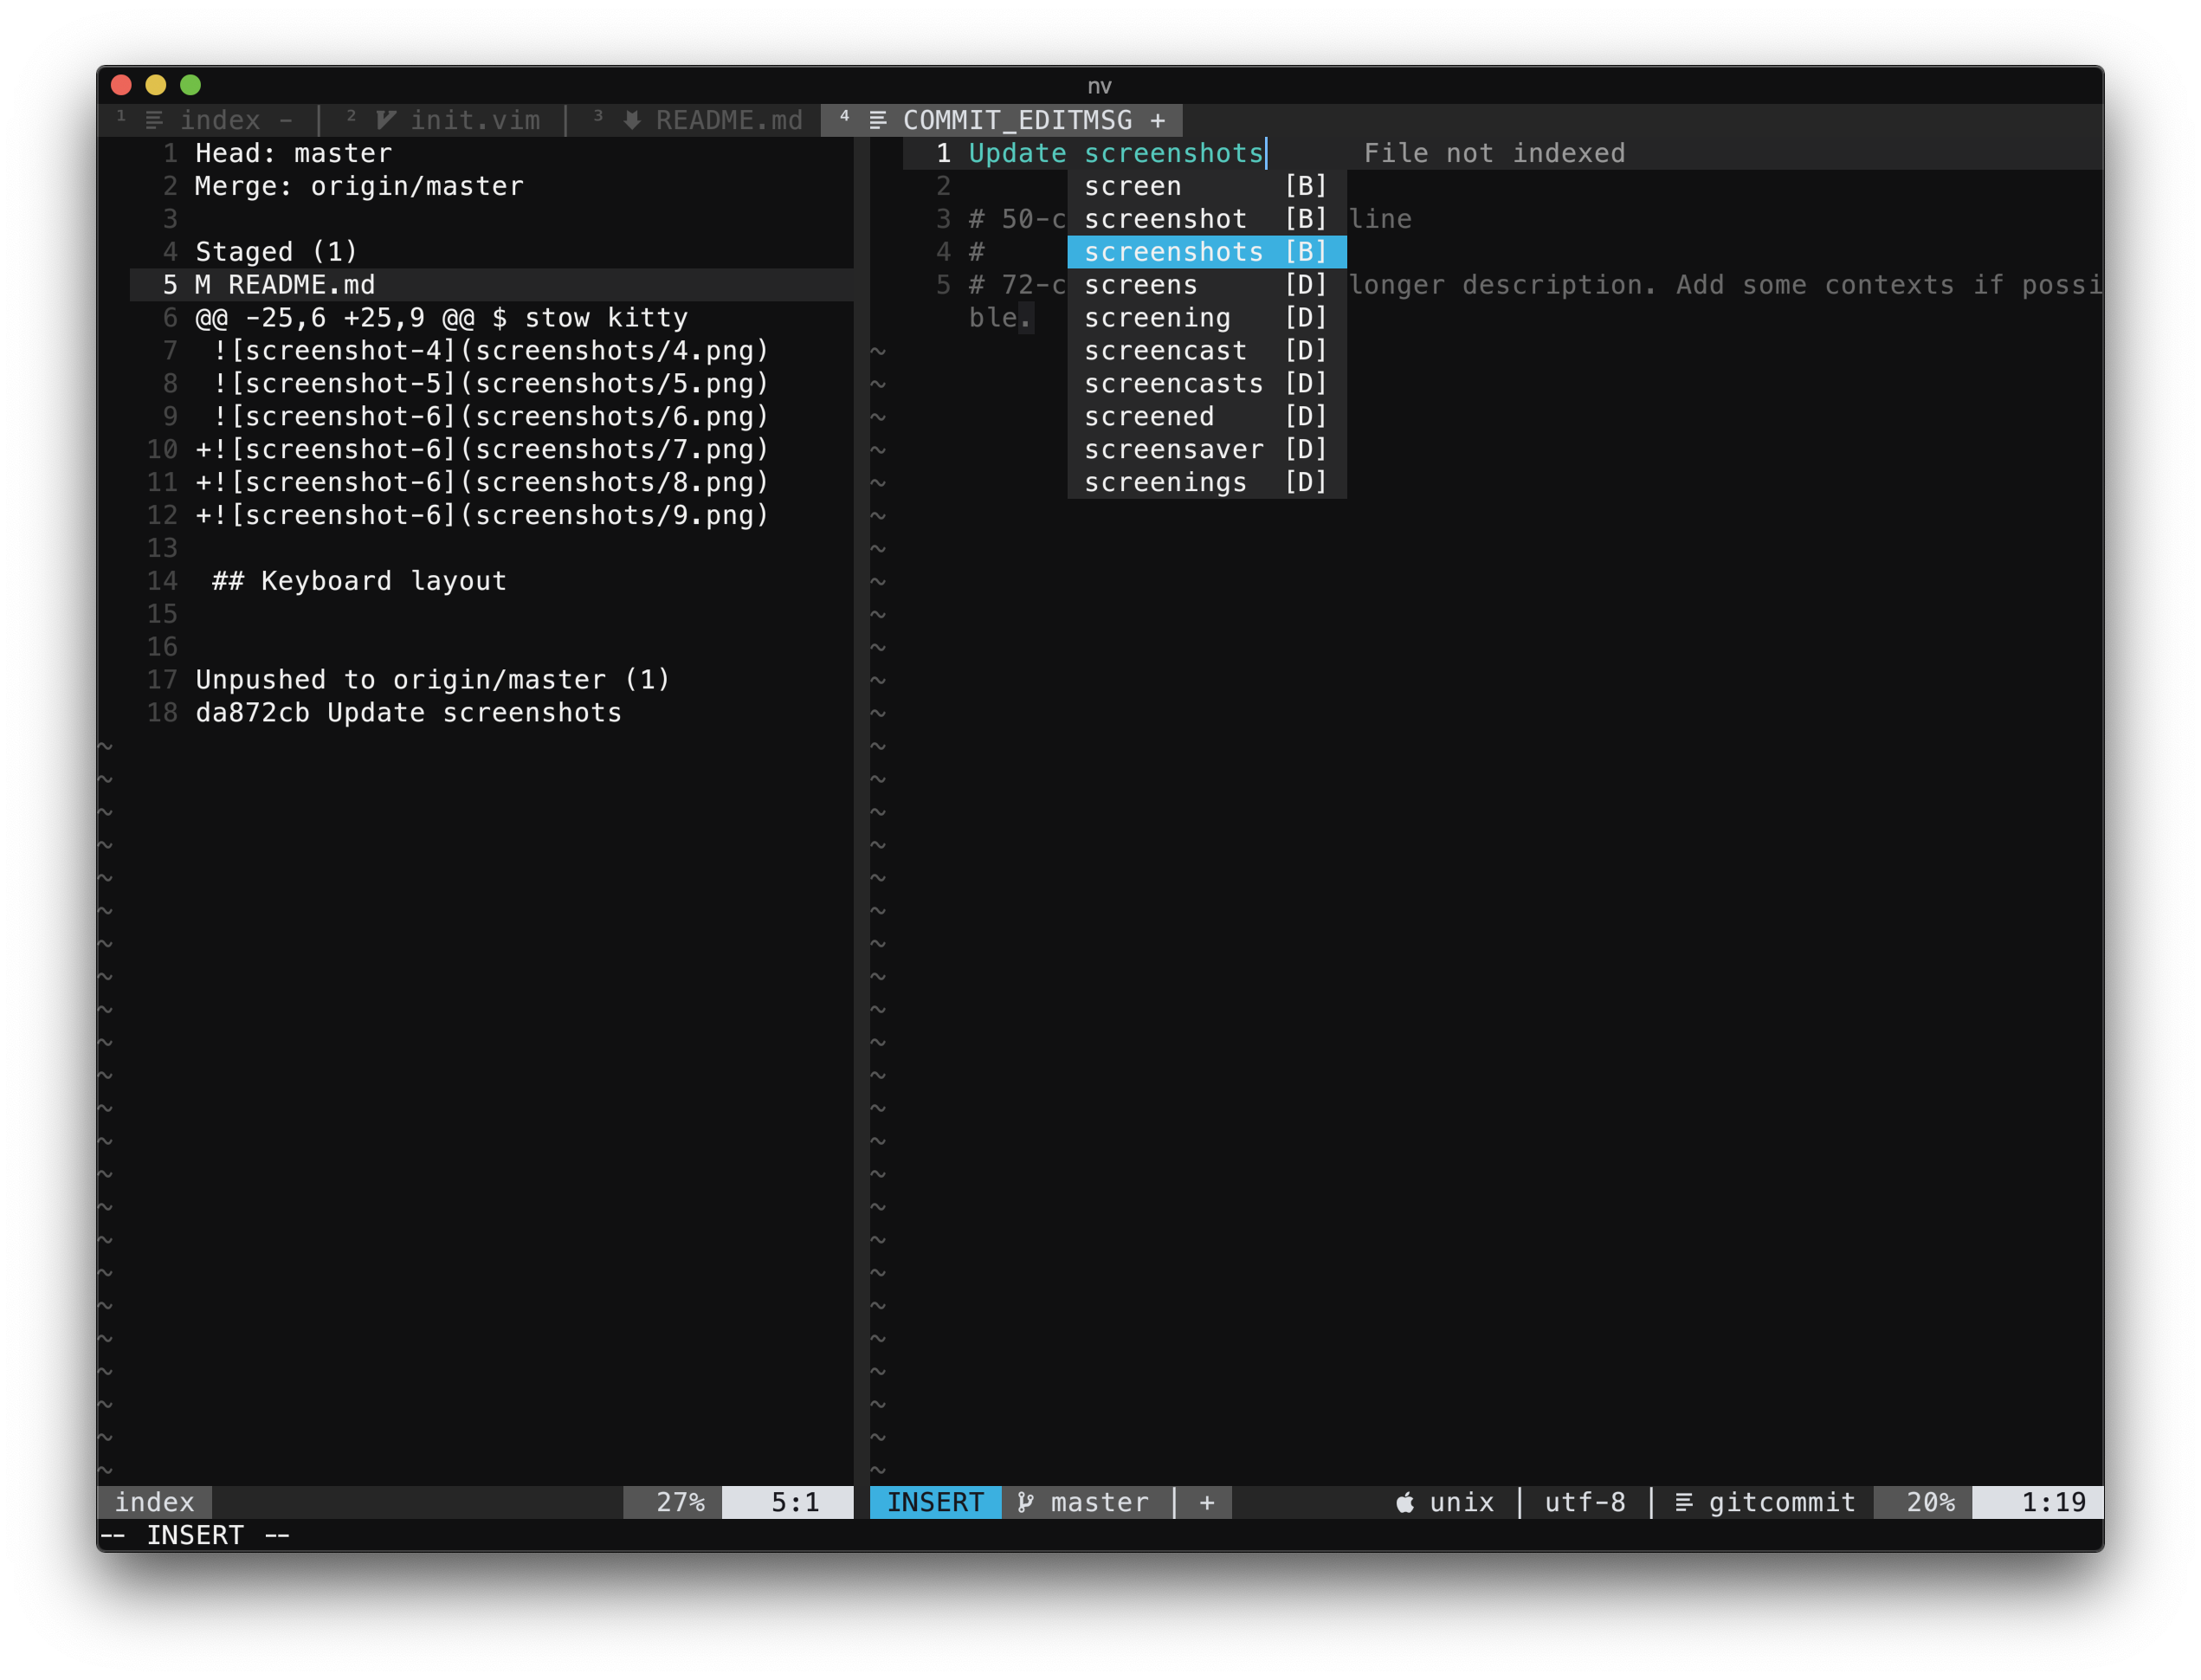 nv
1 index - | 2 init.vim | 3 README.md 4 COMMIT_EDITMSG +
1 Head: master
2 Merge: origin/master
3
4 Staged (1)
5 M README.md
6 @@ -25,6 +25,9 @@ $ stow kitty
7  ![screenshot-4](screenshots/4.png)
8  ![screenshot-5](screenshots/5.png)
9  ![screenshot-6](screenshots/6.png)
10 +![screenshot-6](screenshots/7.png)
11 +![screenshot-6](screenshots/8.png)
12 +![screenshot-6](screenshots/9.png)
13
14  ## Keyboard layout
15
16
17 Unpushed to origin/master (1)
18 da872cb Update screenshots
index 27% 5:1
1 Update screenshots File not indexed
2
3 # 50-c line
4 #
5 # 72-c longer description. Add some contexts if possi
ble.
screen [B]
screenshot [B]
screenshots [B]
screens [D]
screening [D]
screencast [D]
screencasts [D]
screened [D]
screensaver [D]
screenings [D]
INSERT master | + unix | utf-8 | gitcommit 20% 1:19
-- INSERT --